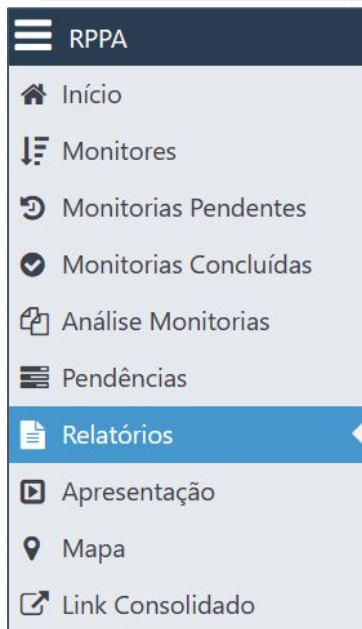 RPPA
Início
Monitores
Monitorias Pendentes
Monitorias Concluídas
Análise Monitorias
Pendências
Relatórios
Apresentação
Mapa
Link Consolidado